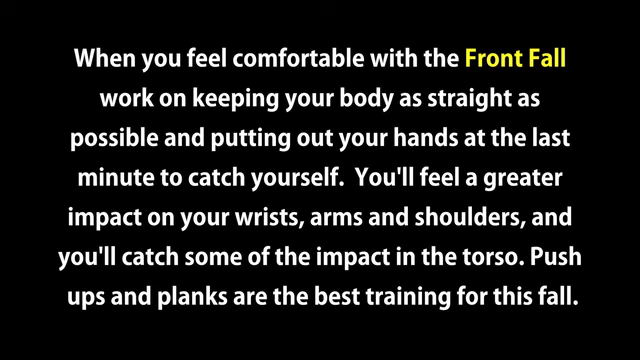 When you feel comfortable with the Front Fall
work on keeping your body as straight as
possible and putting out your hands at the last
minute to catch yourself.  You'll feel a greater
impact on your wrists, arms and shoulders, and
you'll catch some of the impact in the torso. Push
ups and planks are the best training for this fall.